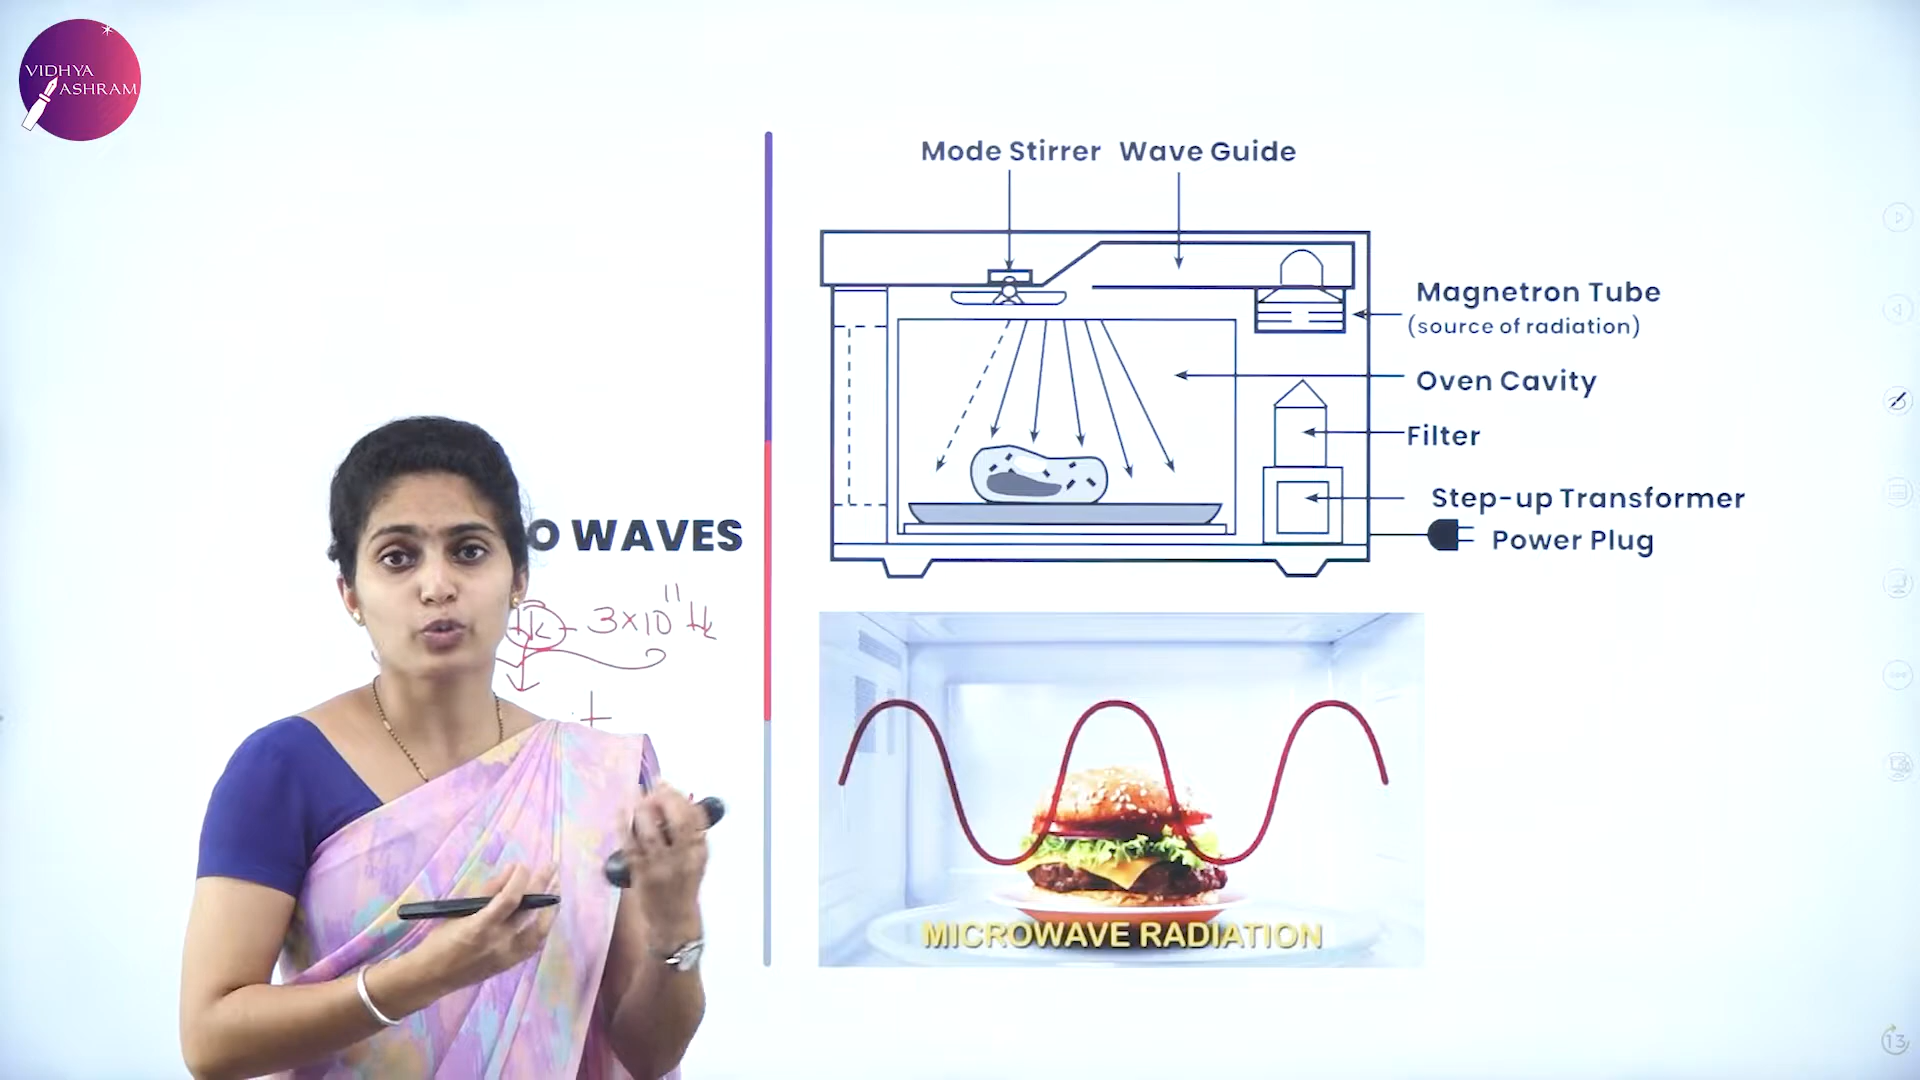 VIDHYA
ASHRAM
Mode Stirrer Wave Guide
Magnetron Tube
(source of radiation)
Oven Cavity
Filter
Step-up Transformer
Power Plug
O WAVES
3×10¹¹ Hz
MICROWAVE RADIATION
13